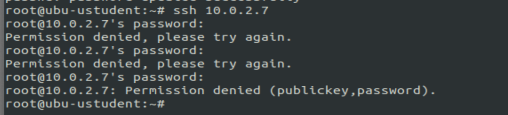 root@ubu-ustudent:~# ssh 10.0.2.7
root@10.0.2.7's password:
Permission denied, please try again.
root@10.0.2.7's password:
Permission denied, please try again.
root@10.0.2.7's password:
root@10.0.2.7: Permission denied (publickey,password).
root@ubu-ustudent:~#